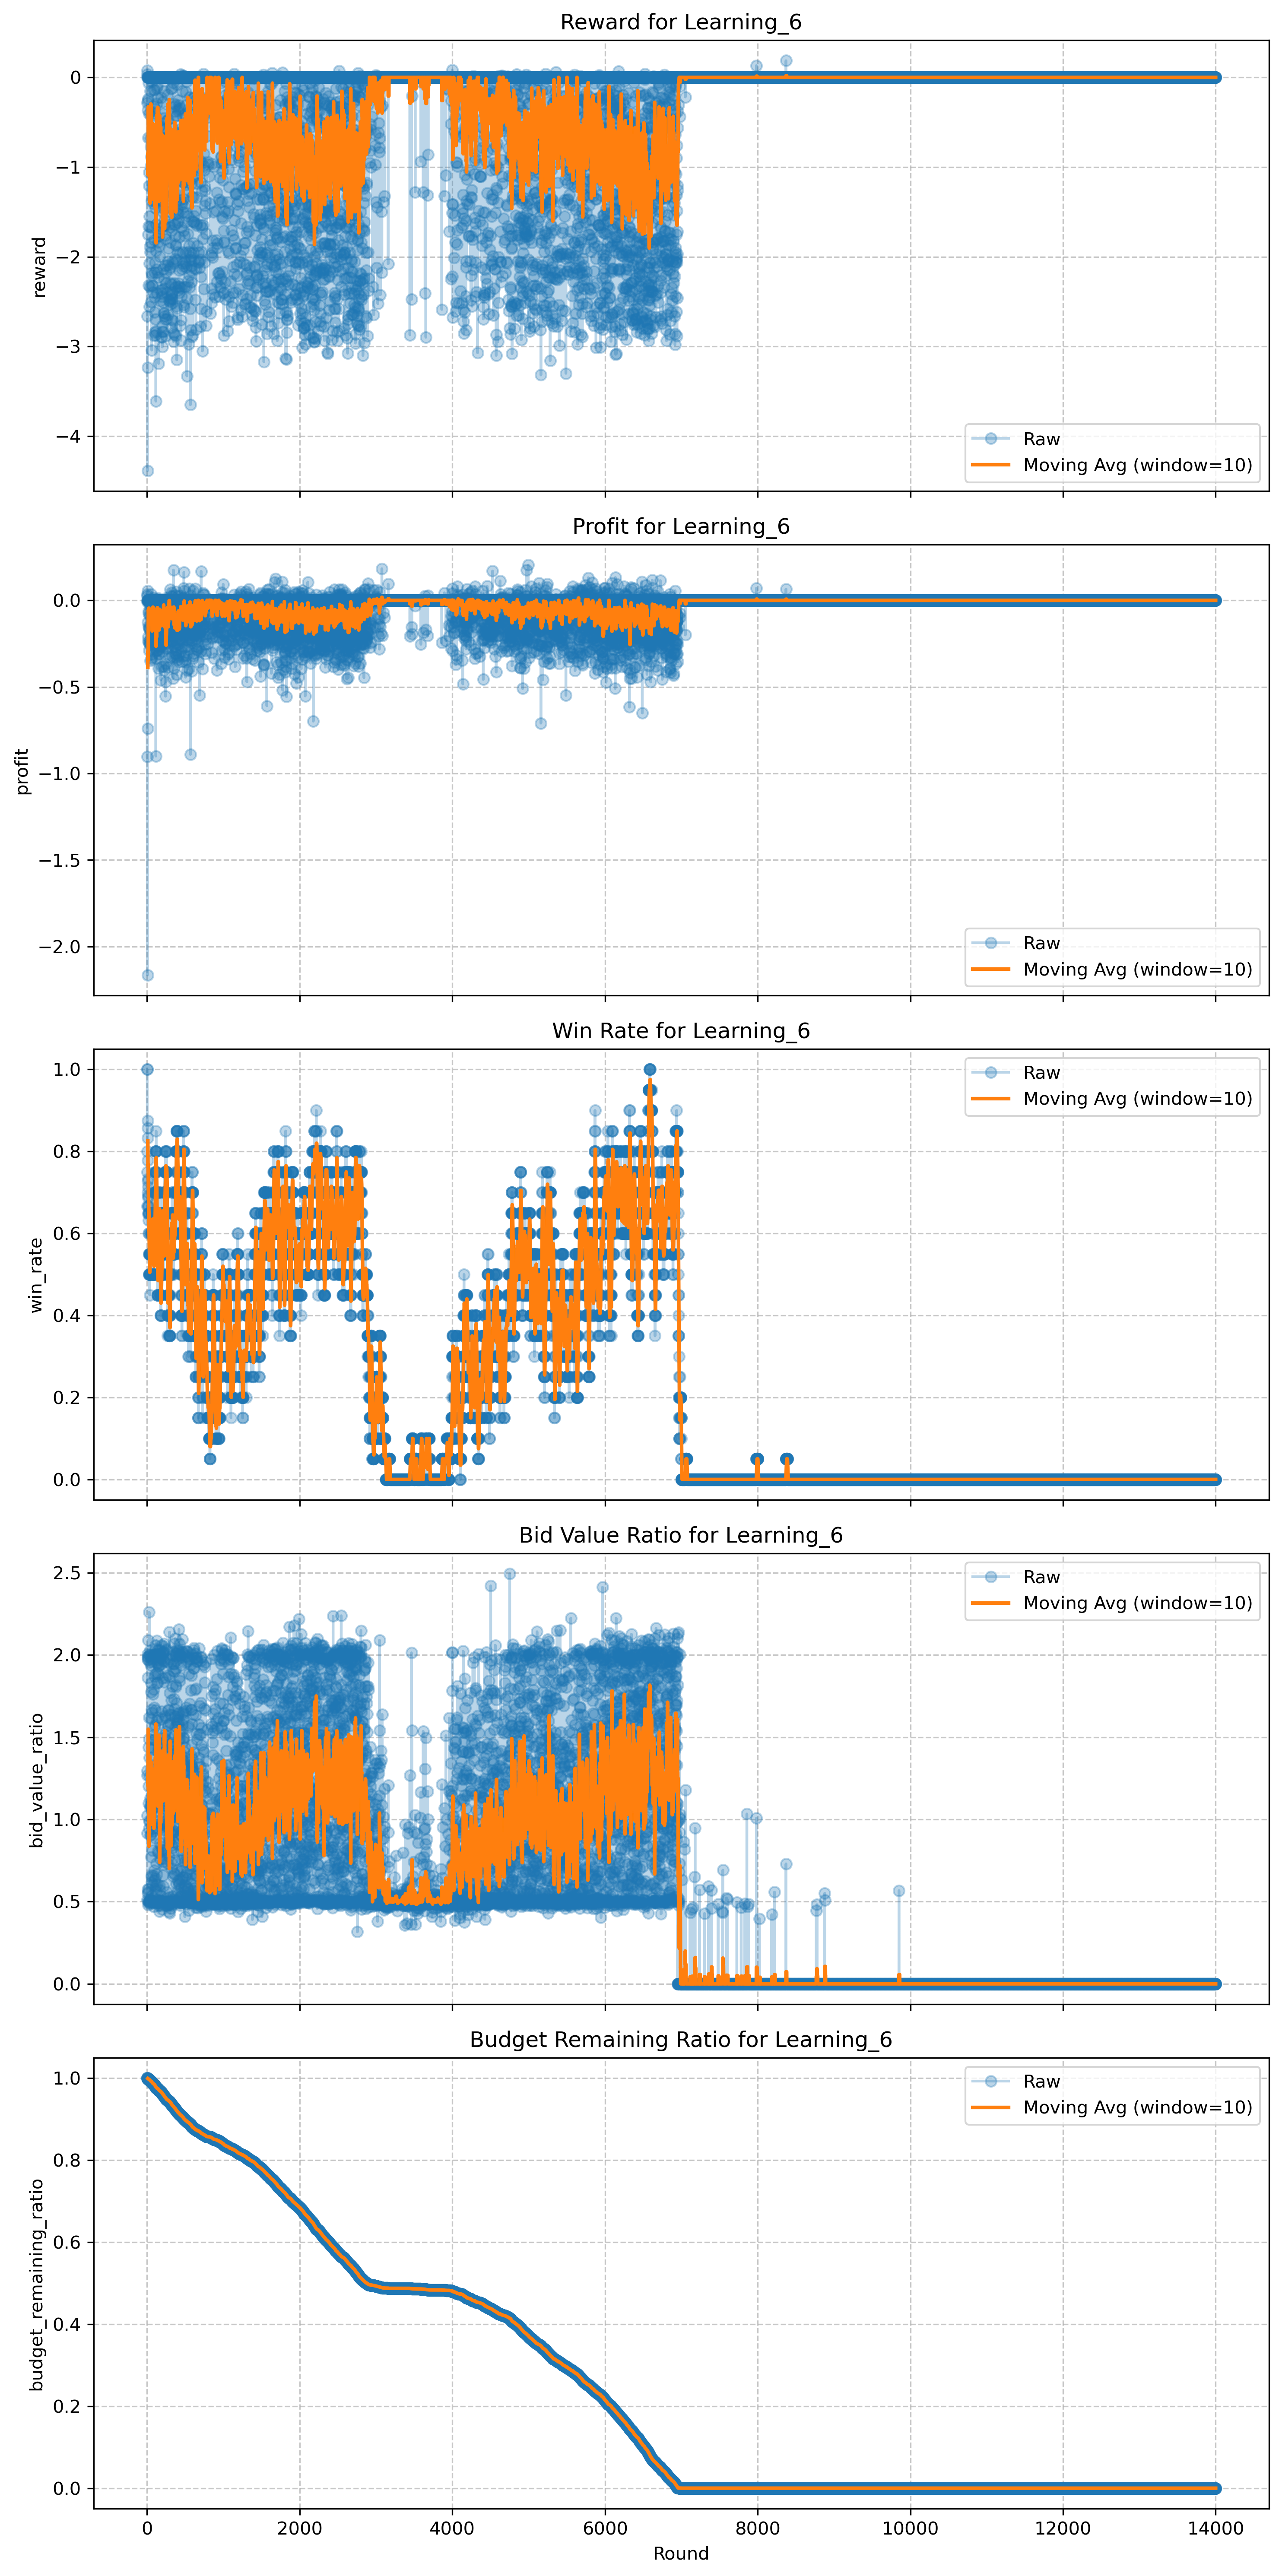 Reward for Learning_6
0
−1
−2
−3
−4
reward
Raw
Moving Avg (window=10)
Profit for Learning_6
0.0
−0.5
−1.0
−1.5
−2.0
profit
Raw
Moving Avg (window=10)
Win Rate for Learning_6
1.0
0.8
0.6
0.4
0.2
0.0
win_rate
Raw
Moving Avg (window=10)
Bid Value Ratio for Learning_6
2.5
2.0
1.5
1.0
0.5
0.0
bid_value_ratio
Raw
Moving Avg (window=10)
Budget Remaining Ratio for Learning_6
1.0
0.8
0.6
0.4
0.2
0.0
budget_remaining_ratio
Raw
Moving Avg (window=10)
0 2000 4000 6000 8000 10000 12000 14000
Round